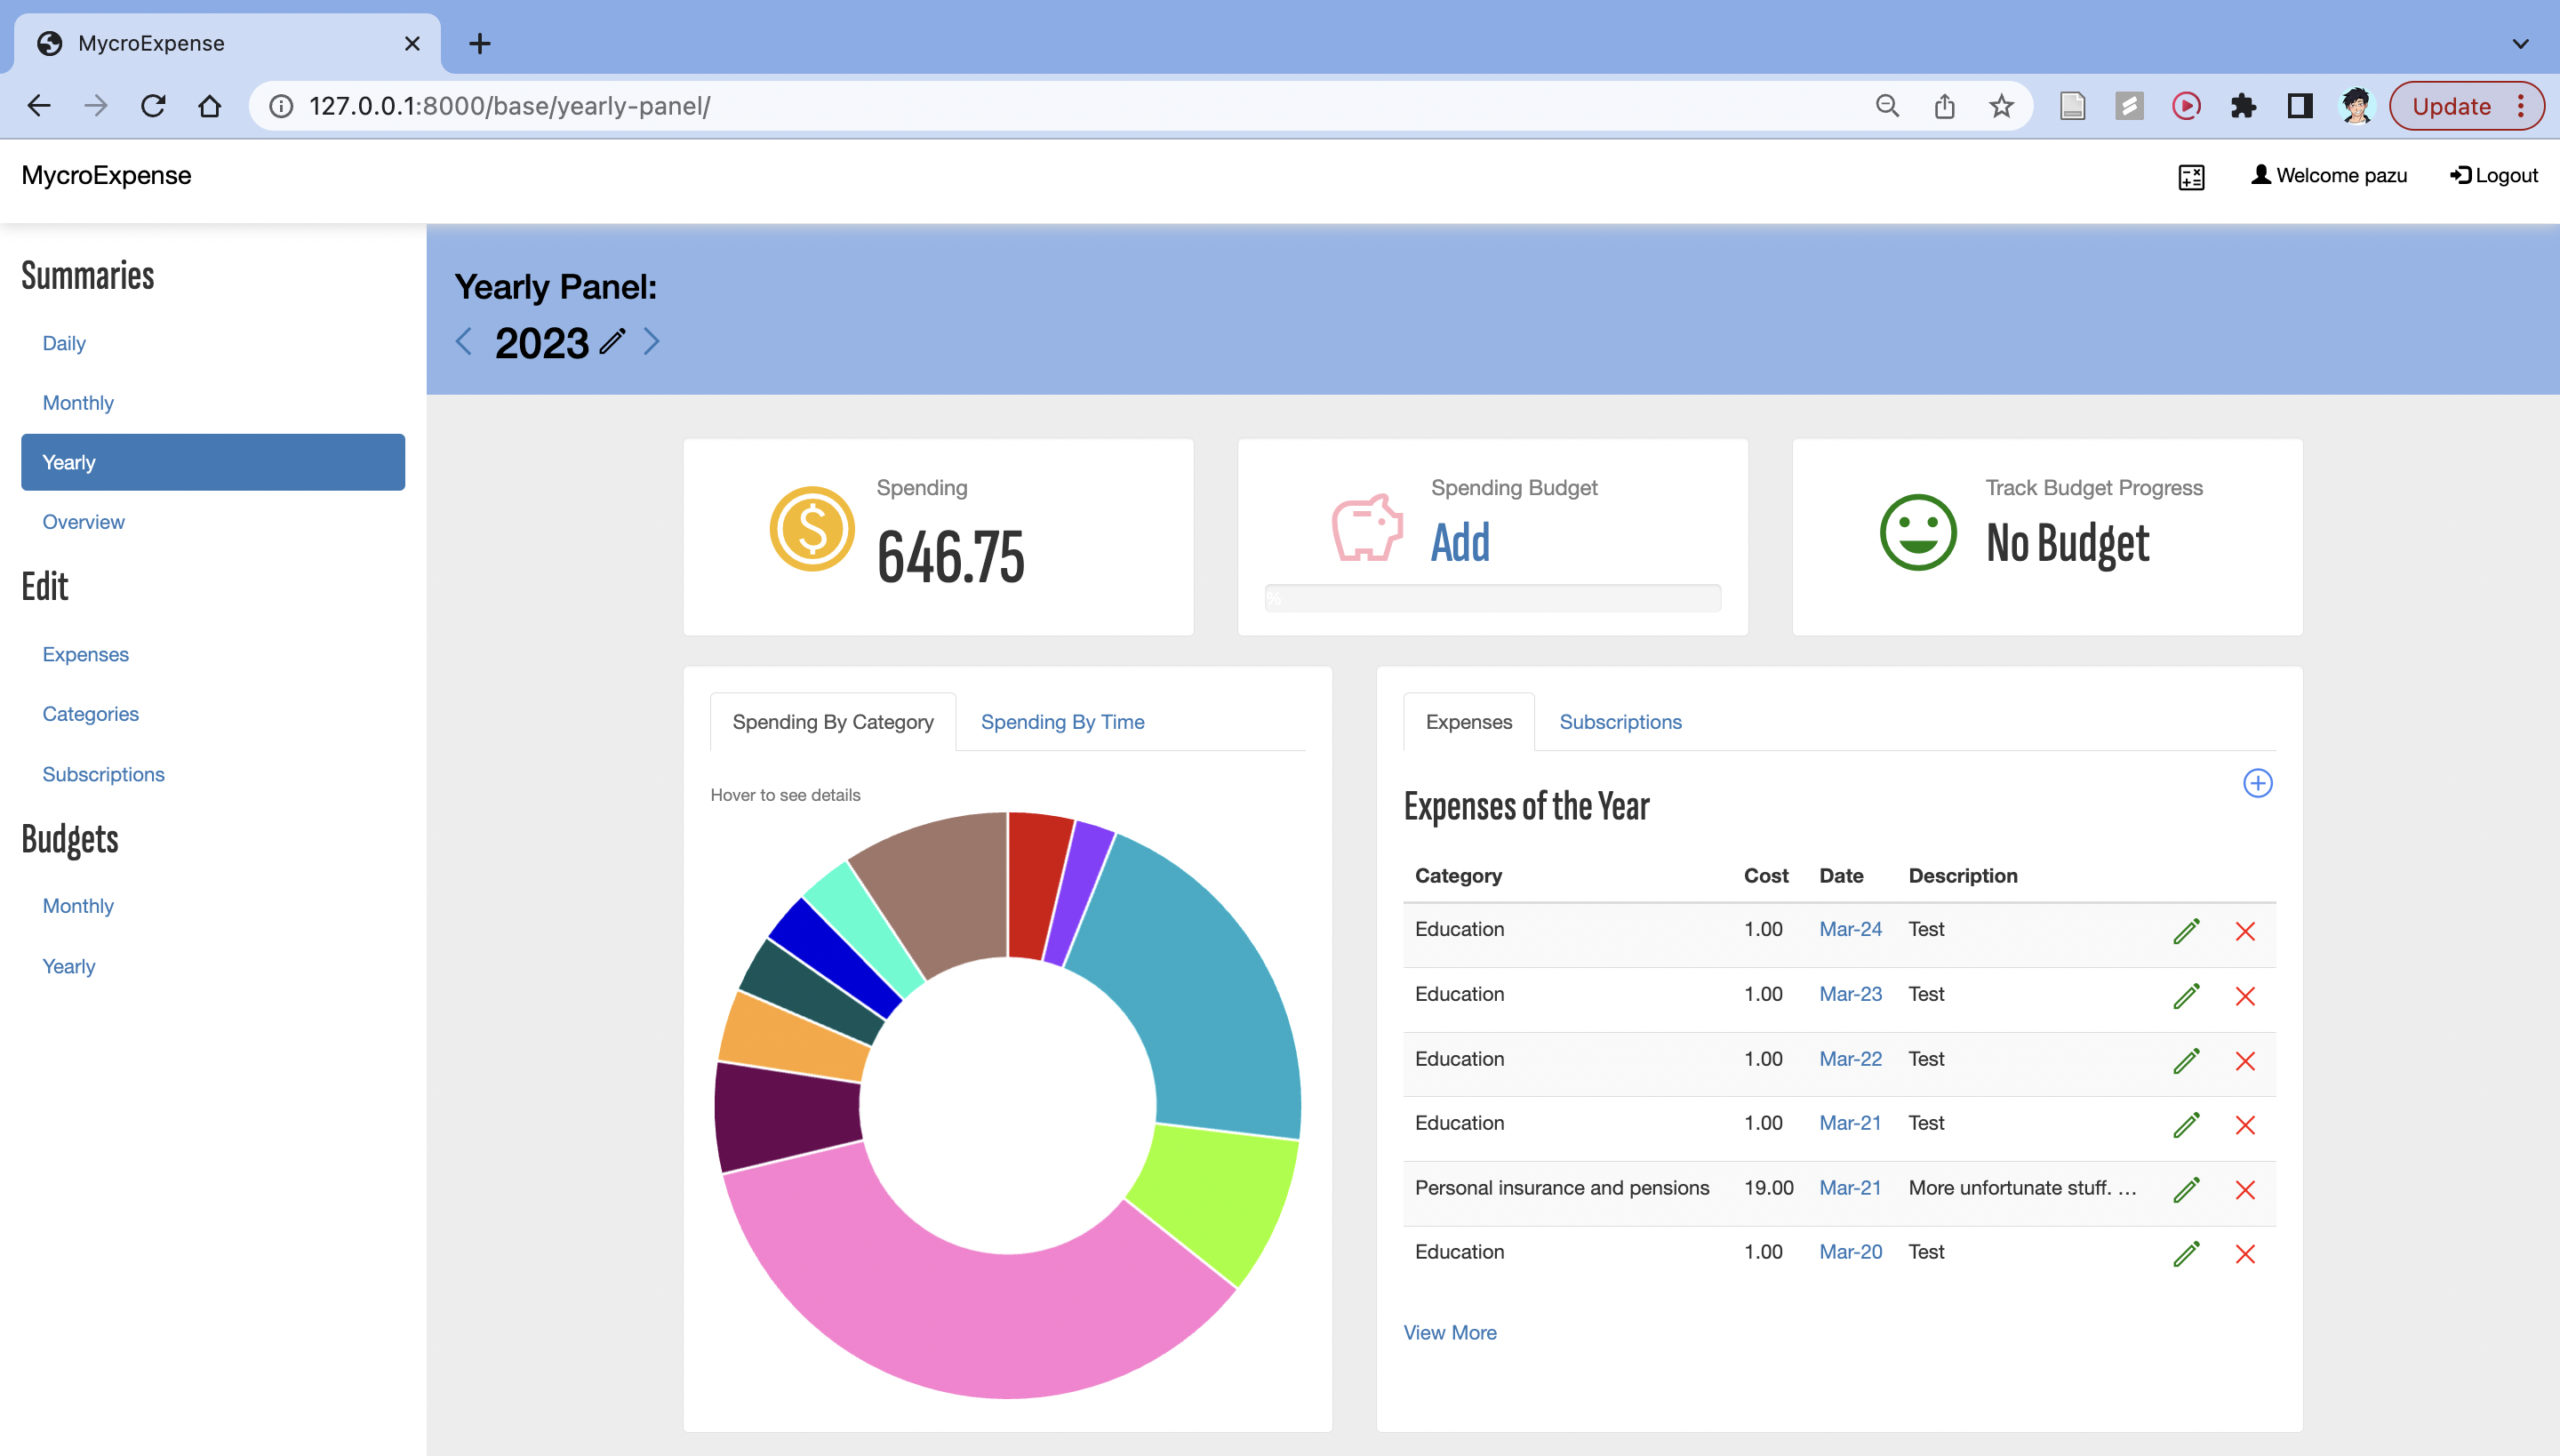 MycroExpense
127.0.0.1:8000/base/yearly-panel/
Update
MycroExpense
Welcome pazu
Logout
Summaries
Daily
Monthly
Yearly
Overview
Edit
Expenses
Categories
Subscriptions
Budgets
Monthly
Yearly
Yearly Panel:
2023
Spending
646.75
Spending Budget
Add
%
Track Budget Progress
No Budget
Spending By Category
Spending By Time
Hover to see details
Expenses
Subscriptions
Expenses of the Year
Category Cost Date Description
Education 1.00 Mar-24 Test
Education 1.00 Mar-23 Test
Education 1.00 Mar-22 Test
Education 1.00 Mar-21 Test
Personal insurance and pensions 19.00 Mar-21 More unfortunate stuff. ...
Education 1.00 Mar-20 Test
View More